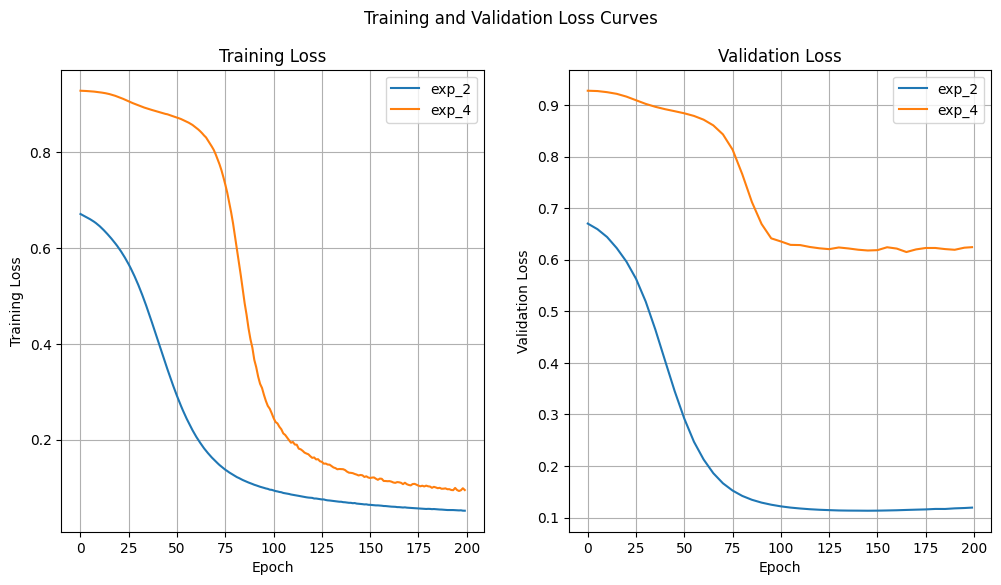 Training and Validation Loss Curves
Training Loss
exp_2
exp_4
Training Loss
0.8
0.6
0.4
0.2
0 25 50 75 100 125 150 175 200
Epoch
Validation Loss
exp_2
exp_4
Validation Loss
0.9
0.8
0.7
0.6
0.5
0.4
0.3
0.2
0.1
0 25 50 75 100 125 150 175 200
Epoch